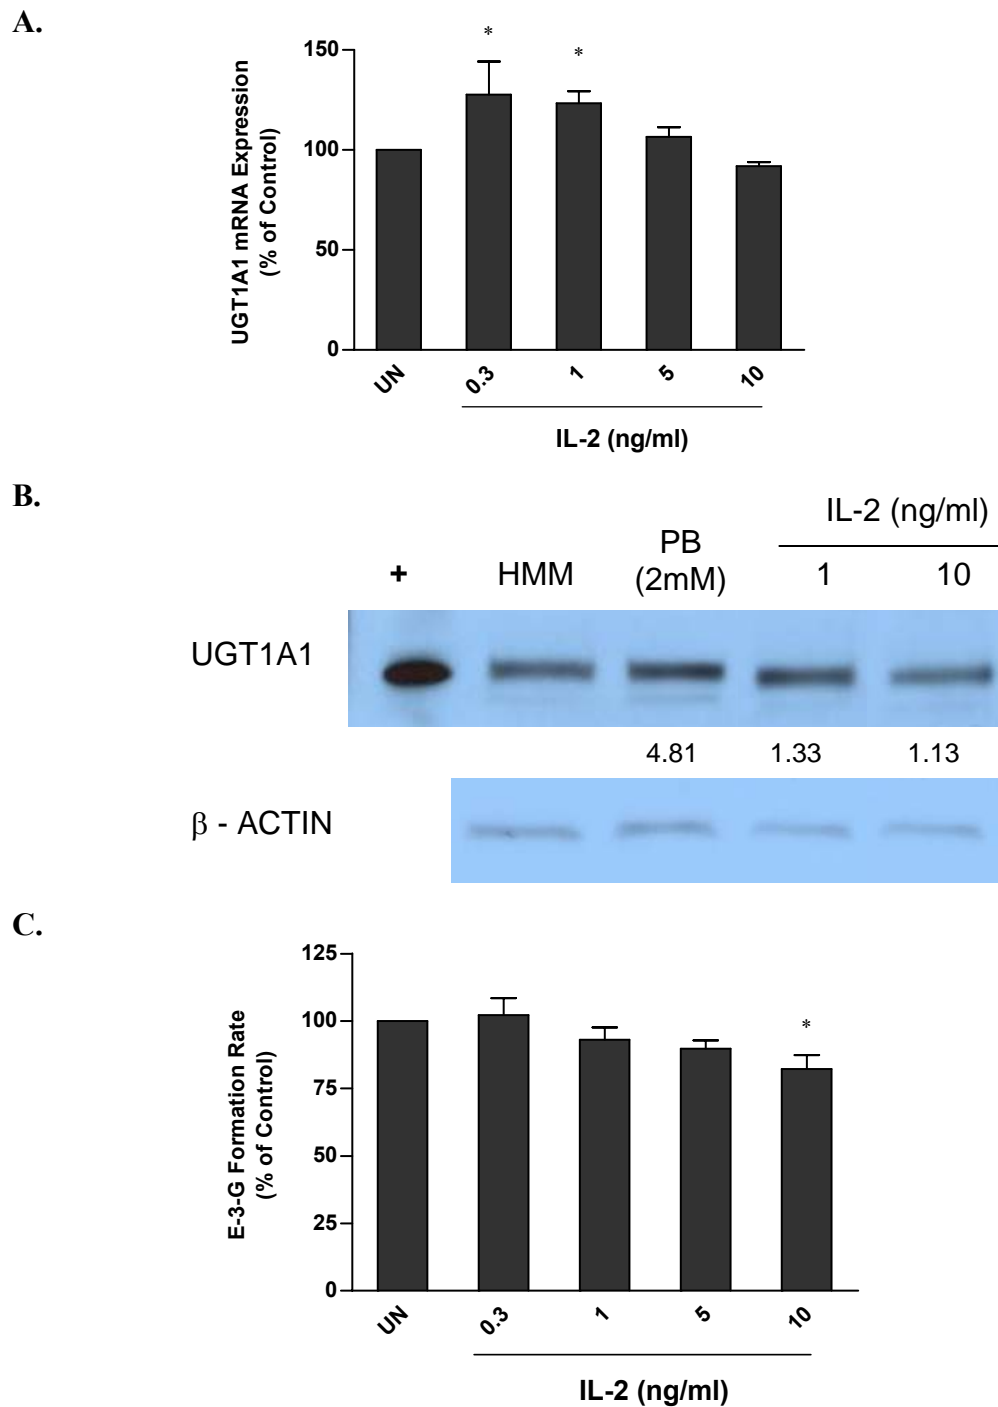 A.
UGT1A1 mRNA Expression
(% of Control)
150
100
50
0
*
*
UN
0.3
1
5
10
IL-2 (ng/ml)
B.
IL-2 (ng/ml)
+
HMM
PB
(2mM)
1
10
UGT1A1
4.81
1.33
1.13
β - ACTIN
C.
E-3-G Formation Rate
(% of Control)
125
100
75
50
25
0
*
UN
0.3
1
5
10
IL-2 (ng/ml)